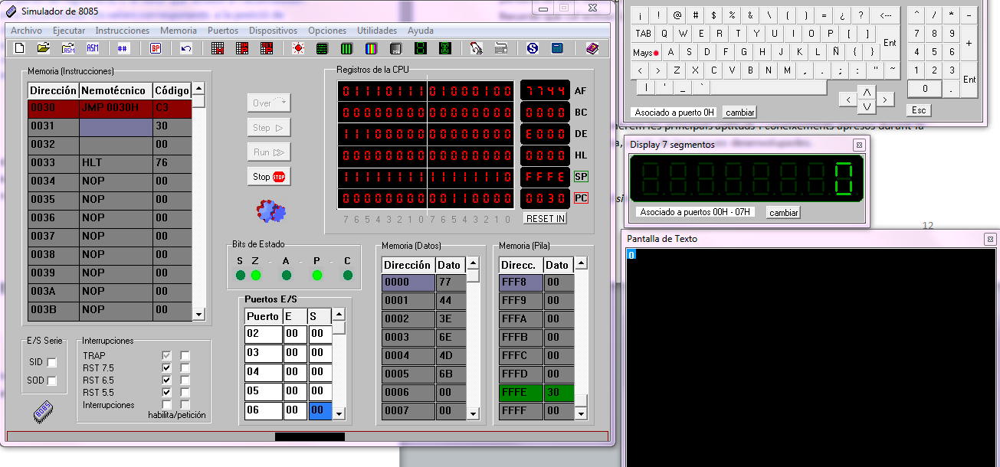 Simulador de 8085
Archivo Ejecutar Instrucciones Memoria Puertos Dispositivos Opciones Utilidades Ayuda
ASM ASM ## BP
Memoria (Instrucciones)
Dirección Nemotécnico Código
0030 JMP 0030H C3
0031 30
0032 00
0033 HLT 76
0034 NOP 00
0035 NOP 00
0036 NOP 00
0037 NOP 00
0038 NOP 00
0039 NOP 00
003A NOP 00
003B NOP 00
Over
Step
Run
Stop STOP
Registros de la CPU
01110111 01000100 7744 AF
00000000 00000000 0000 BC
11100000 00000000 E000 DE
00000000 00000000 0000 HL
11111111 11111110 FFFE SP
00000000 00110000 0030 PC
7 6 5 4 3 2 1 0 7 6 5 4 3 2 1 0 RESET IN
Bits de Estado
S Z - A - P - C
Puertos E/S
Puerto E S
02 00 00
03 00 00
04 00 00
05 00 00
06 00 00
Memoria (Datos)
Dirección Dato
0000 77
0001 44
0002 3E
0003 6E
0004 4D
0005 6B
0006 00
0007 00
Memoria (Pila)
Direcc. Dato
FFF8 00
FFF9 00
FFFA 00
FFFB 00
FFFC 00
FFFD 00
FFFE 30
FFFF 00
E/S Serie
SID
SOD
8085
Interrupciones
TRAP
RST 7.5
RST 6.5
RST 5.5
Interrupciones
habilita/petición
¡ ! @ # $ % & \ ( ) = ¿ ? <--- ^ / * -
TAB Q W E R T Y U I O P [ ] Ent 7 8 9 +
Mays A S D F G H J K L Ñ { } 4 5 6
< > Z X C V B N M , . ; : " ~ 1 2 3 Ent
| ' _ ` 0 .
/\
< >
\/
Esc
Asociado a puerto 0H cambiar
aptituds i coneixements apresos durant la
Display 7 segmentos
0
Asociado a puertos 00H - 07H cambiar
12
Pantalla de Texto
0